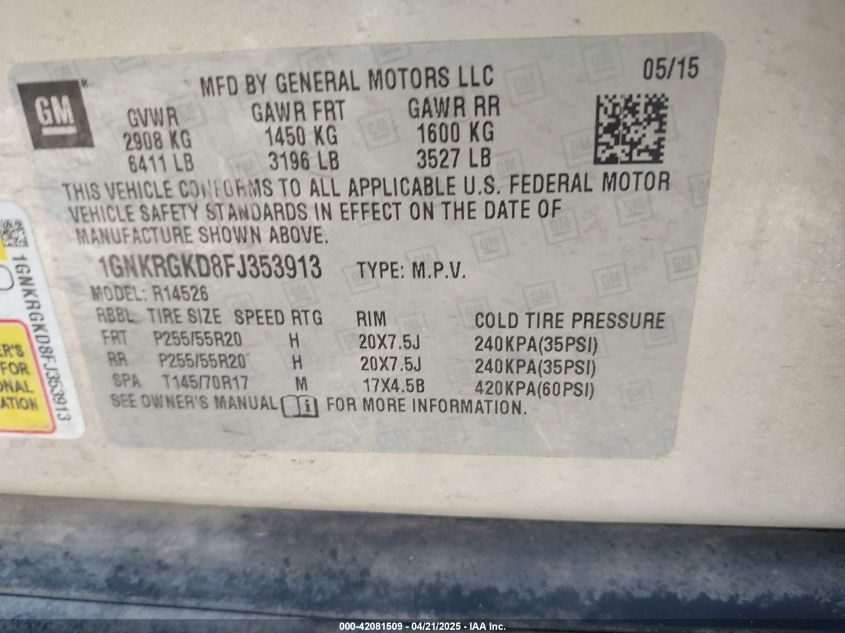 GM
MFD BY GENERAL MOTORS LLC 05/15
GVWR GAWR FRT GAWR RR
2908 KG 1450 KG 1600 KG
6411 LB 3196 LB 3527 LB
THIS VEHICLE CONFORMS TO ALL APPLICABLE U.S. FEDERAL MOTOR
VEHICLE SAFETY STANDARDS IN EFFECT ON THE DATE OF
MANUFACTURE SHOWN ABOVE.
1GNKRGKD8FJ353913 TYPE: M.P.V.
MODEL: R14526
RBBL TIRE SIZE SPEED RTG RIM COLD TIRE PRESSURE
FRT P255/55R20 H 20X7.5J 240KPA(35PSI)
RR P255/55R20 H 20X7.5J 240KPA(35PSI)
SPA T145/70R17 M 17X4.5B 420KPA(60PSI)
SEE OWNER'S MANUAL i FOR MORE INFORMATION.
1GNKRGKD8FJ353913
ER'S
FOR
ONAL
ATION
000-42081509 - 04/21/2025 - IAA Inc.